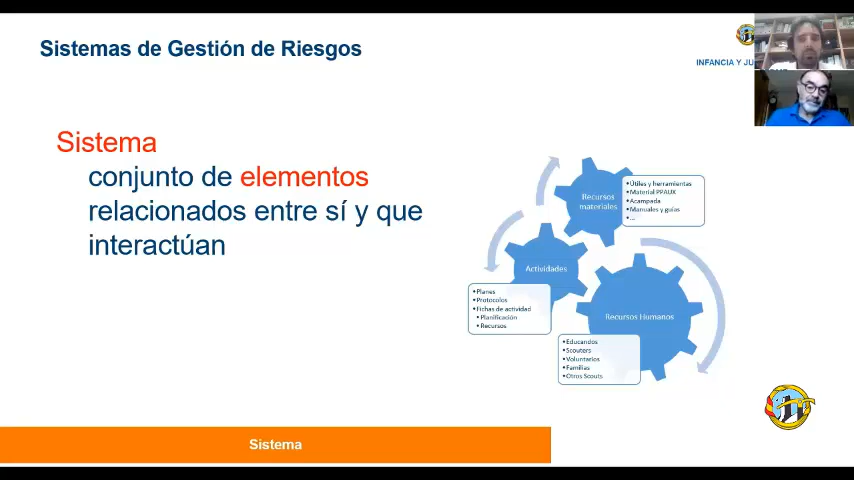 Sistemas de Gestión de Riesgos
INFANCIA Y JU
Sistema
conjunto de elementos
relacionados entre sí y que
interactúan
Recursos
materiales
•Útiles y herramientas
•Material PPAUX
•Acampada
•Manuales y guías
•...
Actividades
•Planes
•Protocolos
•Fichas de actividad
•Planificación
•Recursos
Recursos Humanos
•Educandos
•Scouters
•Voluntarios
•Familias
•Otros Scouts
Sistema